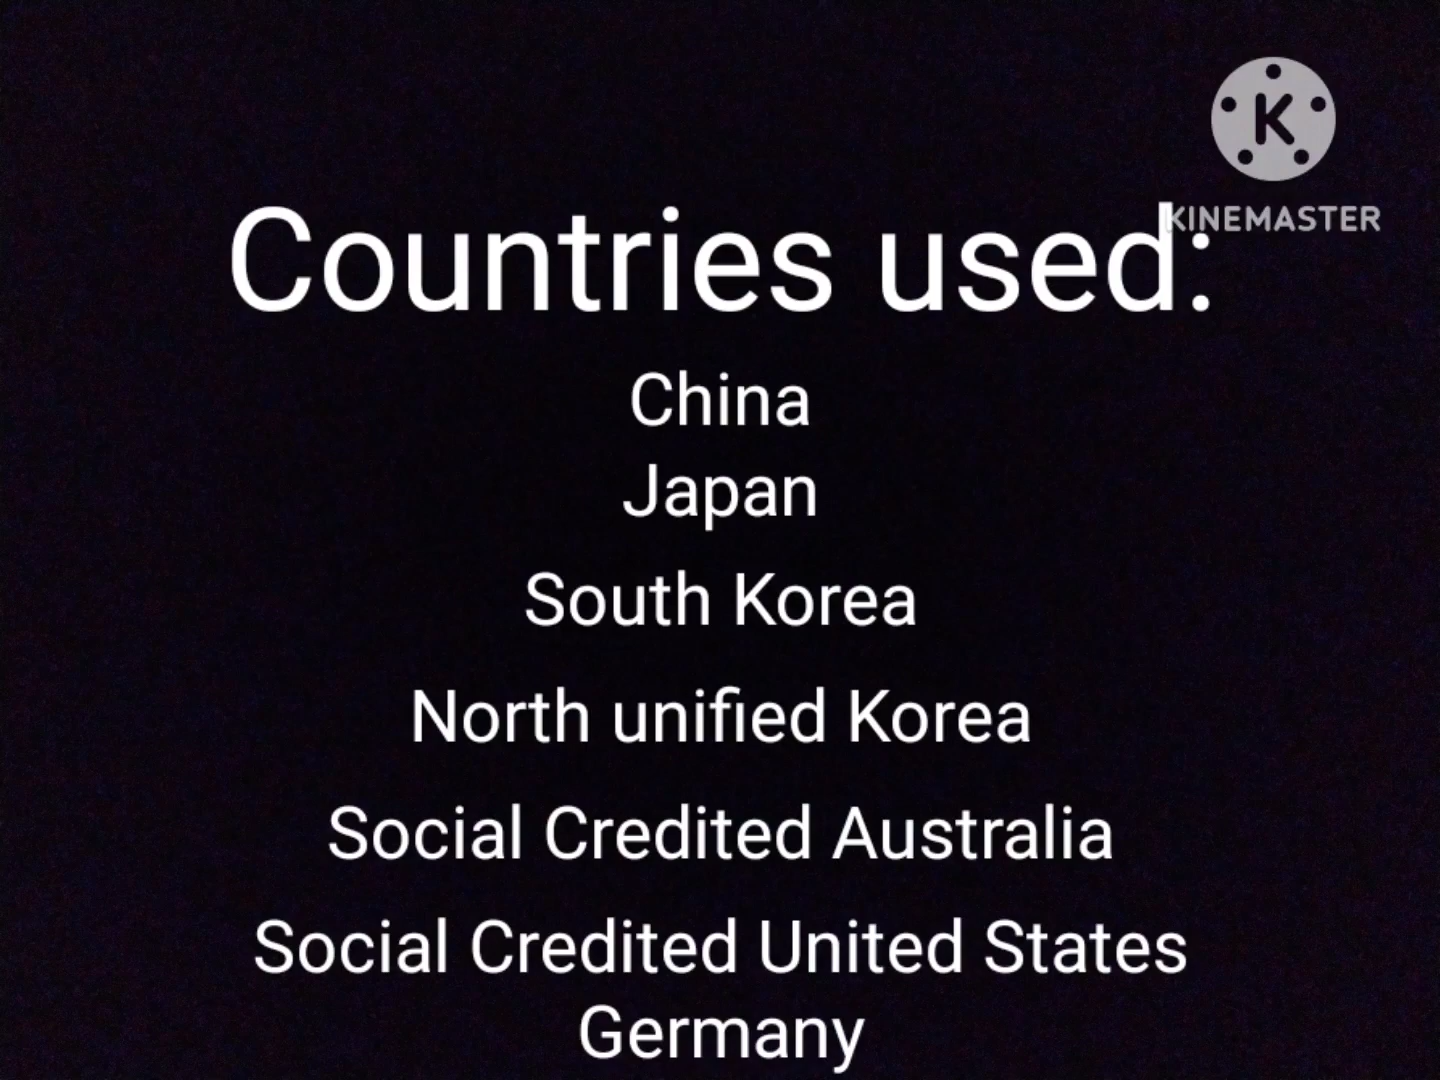 K
KINEMASTER
Countries used:
China
Japan
South Korea
North unified Korea
Social Credited Australia
Social Credited United States
Germany